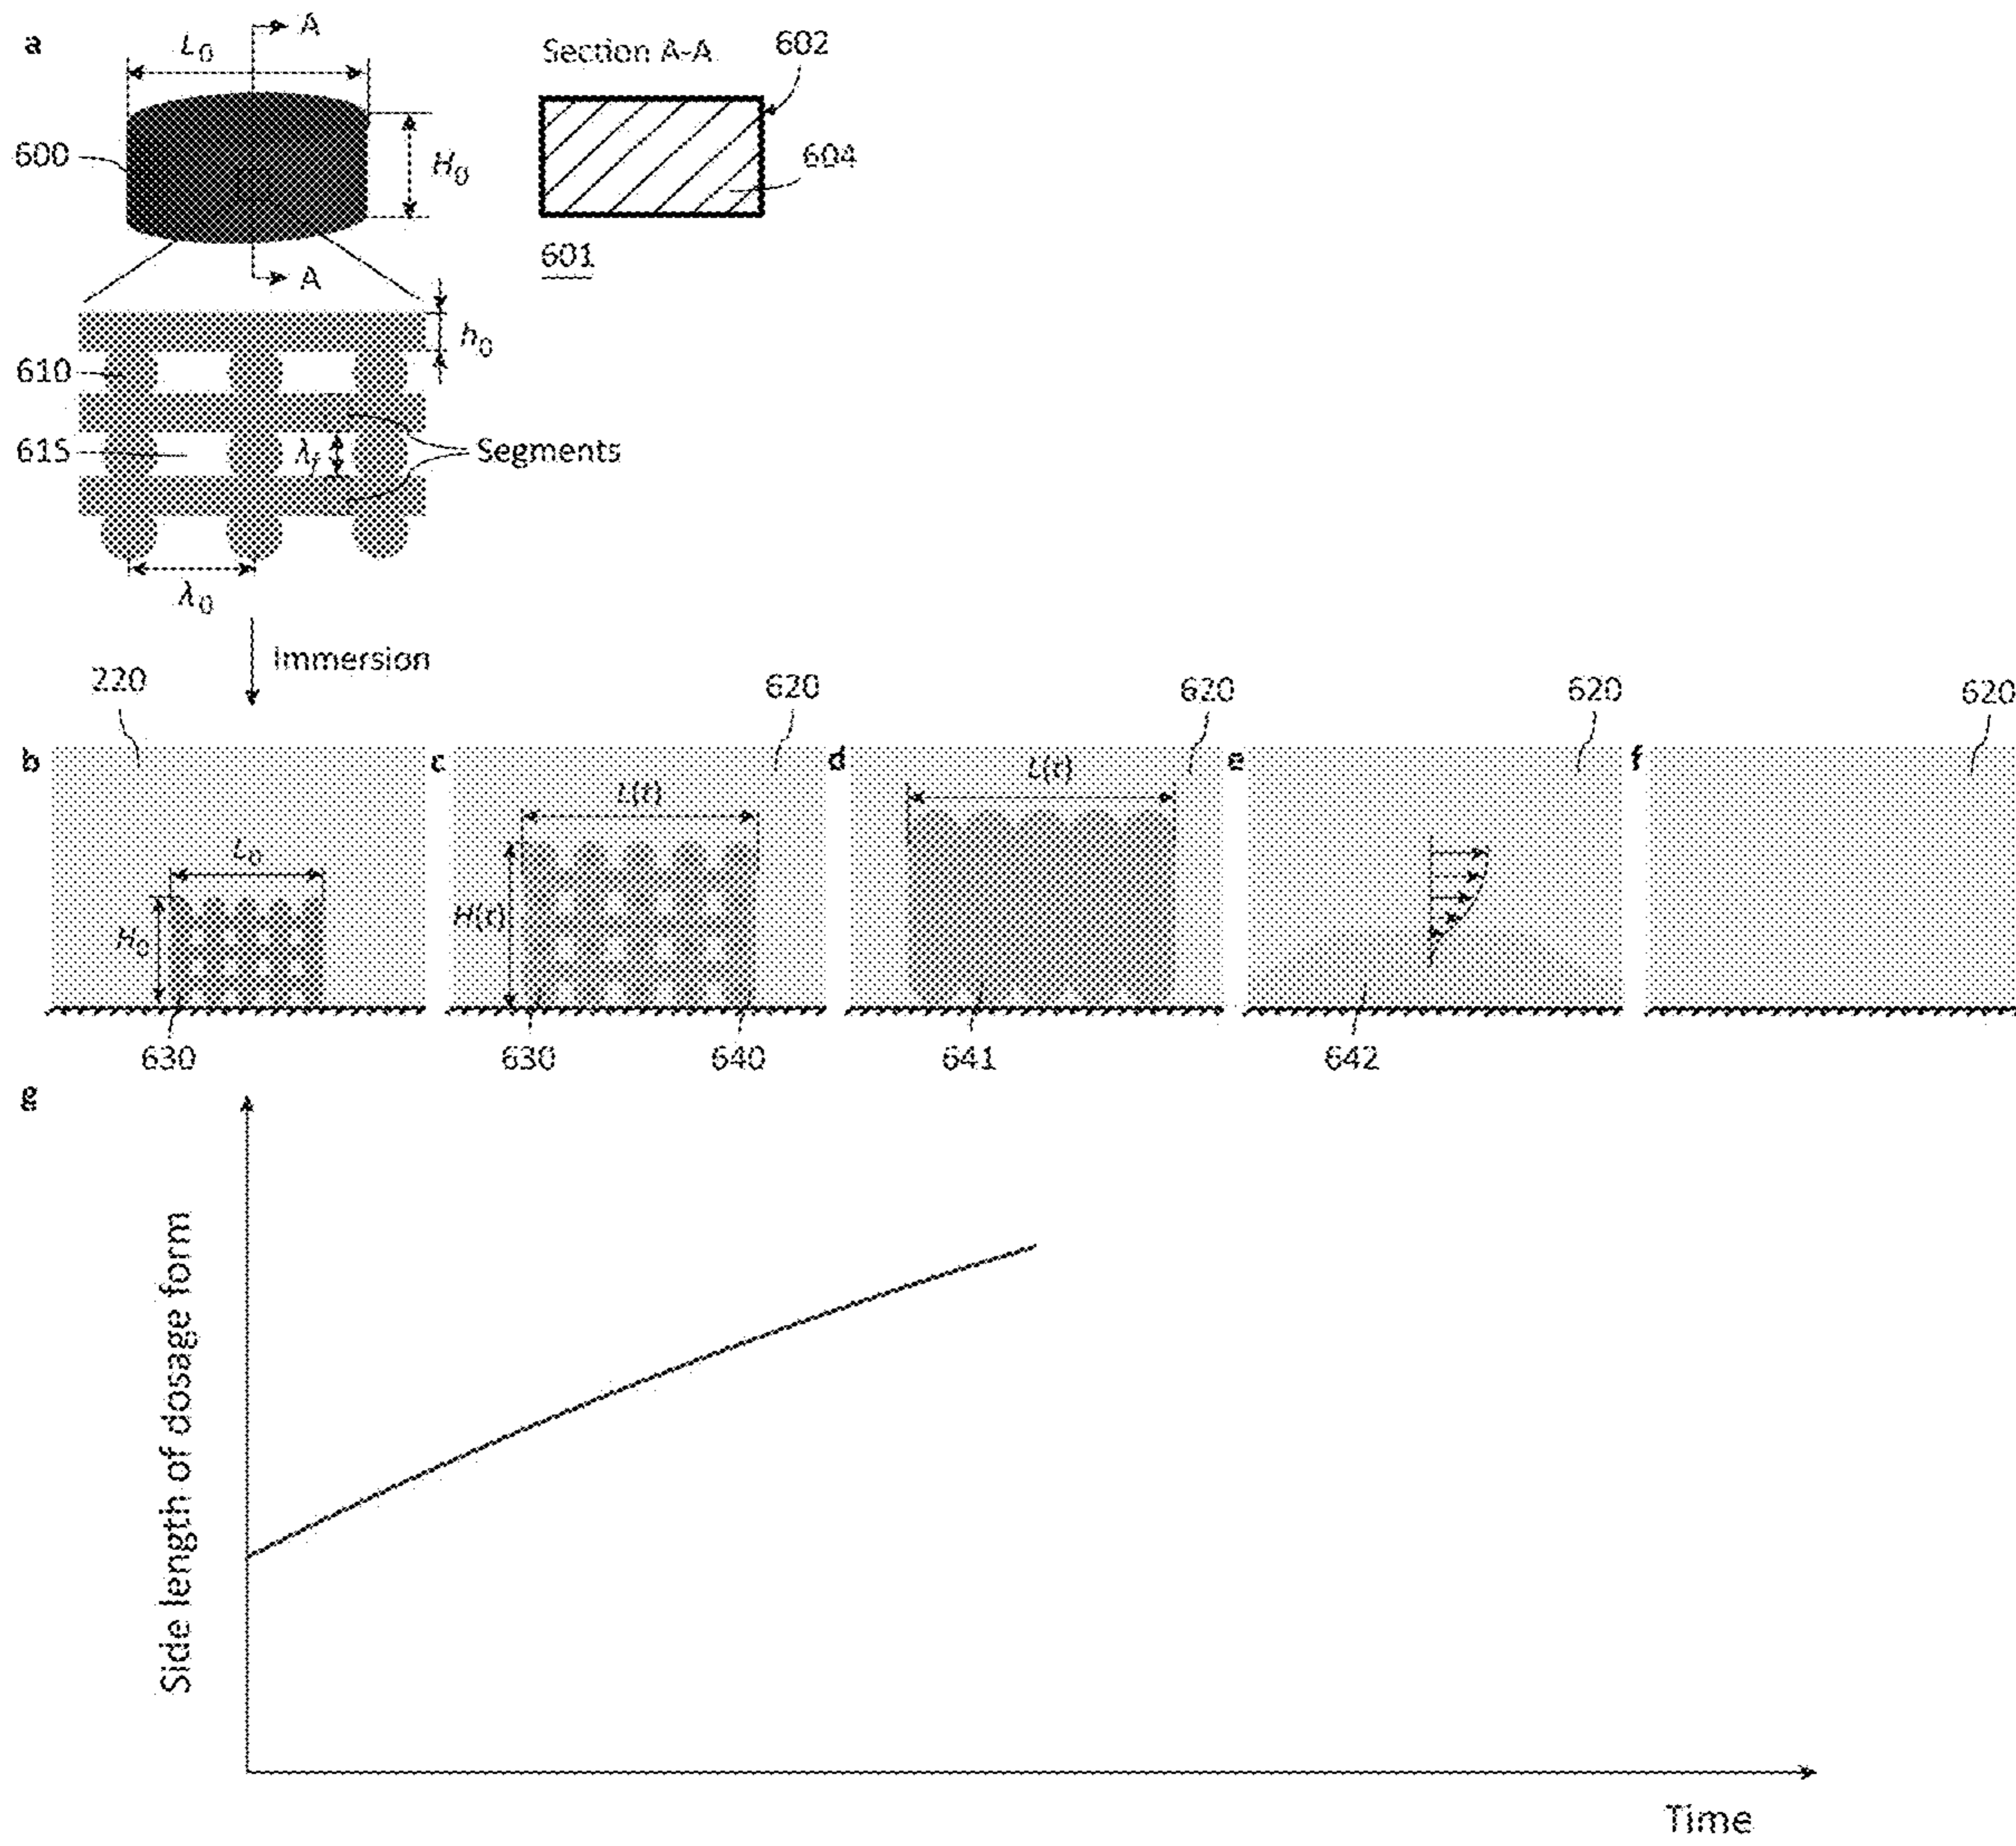 a
A
L0
Section A-A
602
600
H0
604
601
A
h0
610
615
λf
Segments
λ0
Immersion
220
620
620
620
620
b
c
d
e
f
L(t)
L(t)
L0
H0
H(t)
630
630
640
641
642
g
Side length of dosage form
Time